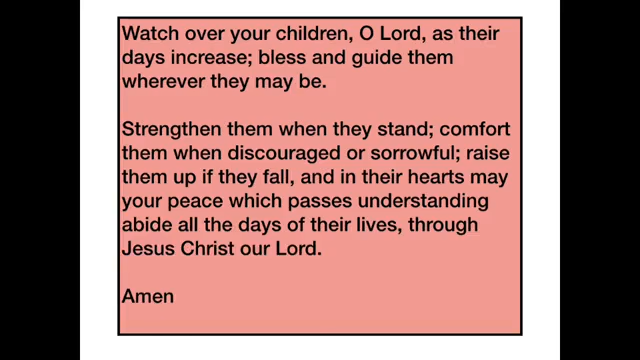 Watch over your children, O Lord, as their
days increase; bless and guide them
wherever they may be.
Strengthen them when they stand; comfort
them when discouraged or sorrowful; raise
them up if they fall, and in their hearts may
your peace which passes understanding
abide all the days of their lives, through
Jesus Christ our Lord.
Amen